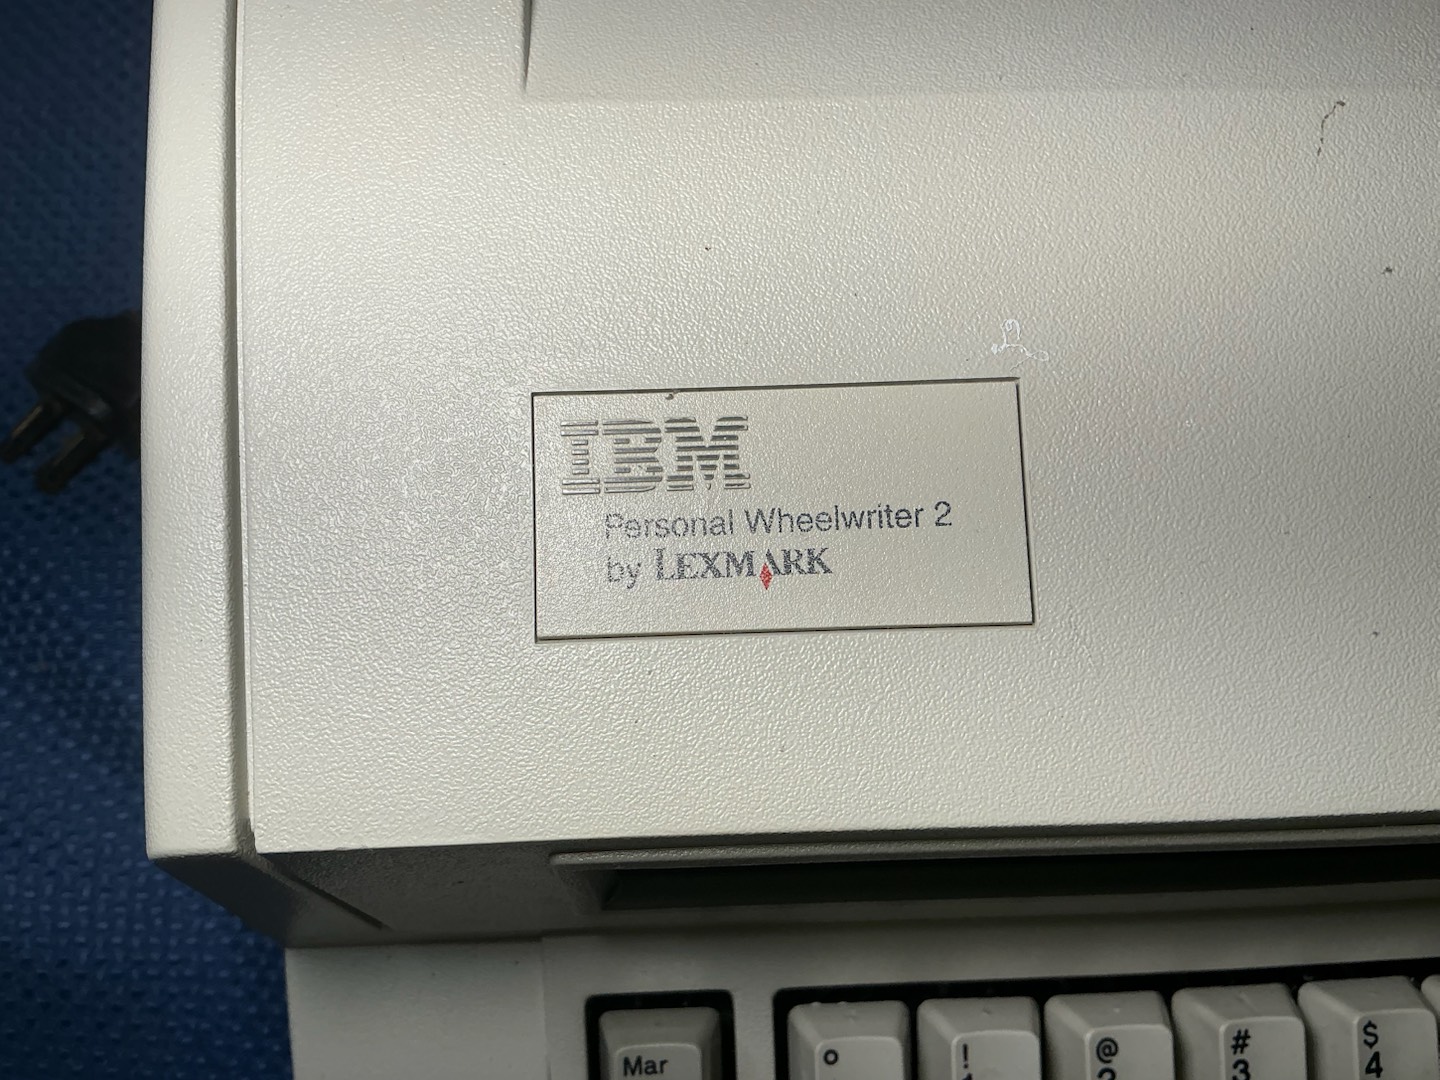 IBM
Personal Wheelwriter 2
by LEXMARK
Mar
° ! @ # $
3 4